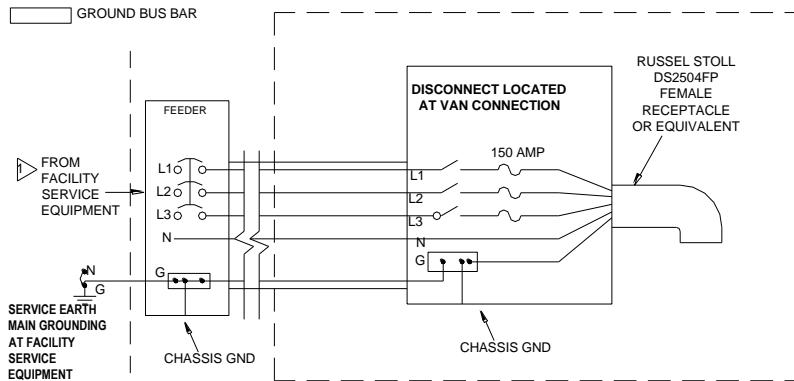 GROUND BUS BAR
RUSSEL STOLL
DS2504FP
FEMALE
RECEPTACLE
OR EQUIVALENT
DISCONNECT LOCATED
AT VAN CONNECTION
FEEDER
150 AMP
1
FROM
FACILITY
SERVICE
EQUIPMENT
L1
L2
L3
N
G
L1
L2
L3
N
G
N
G
SERVICE EARTH
MAIN GROUNDING
AT FACILITY
SERVICE
EQUIPMENT
CHASSIS GND
CHASSIS GND